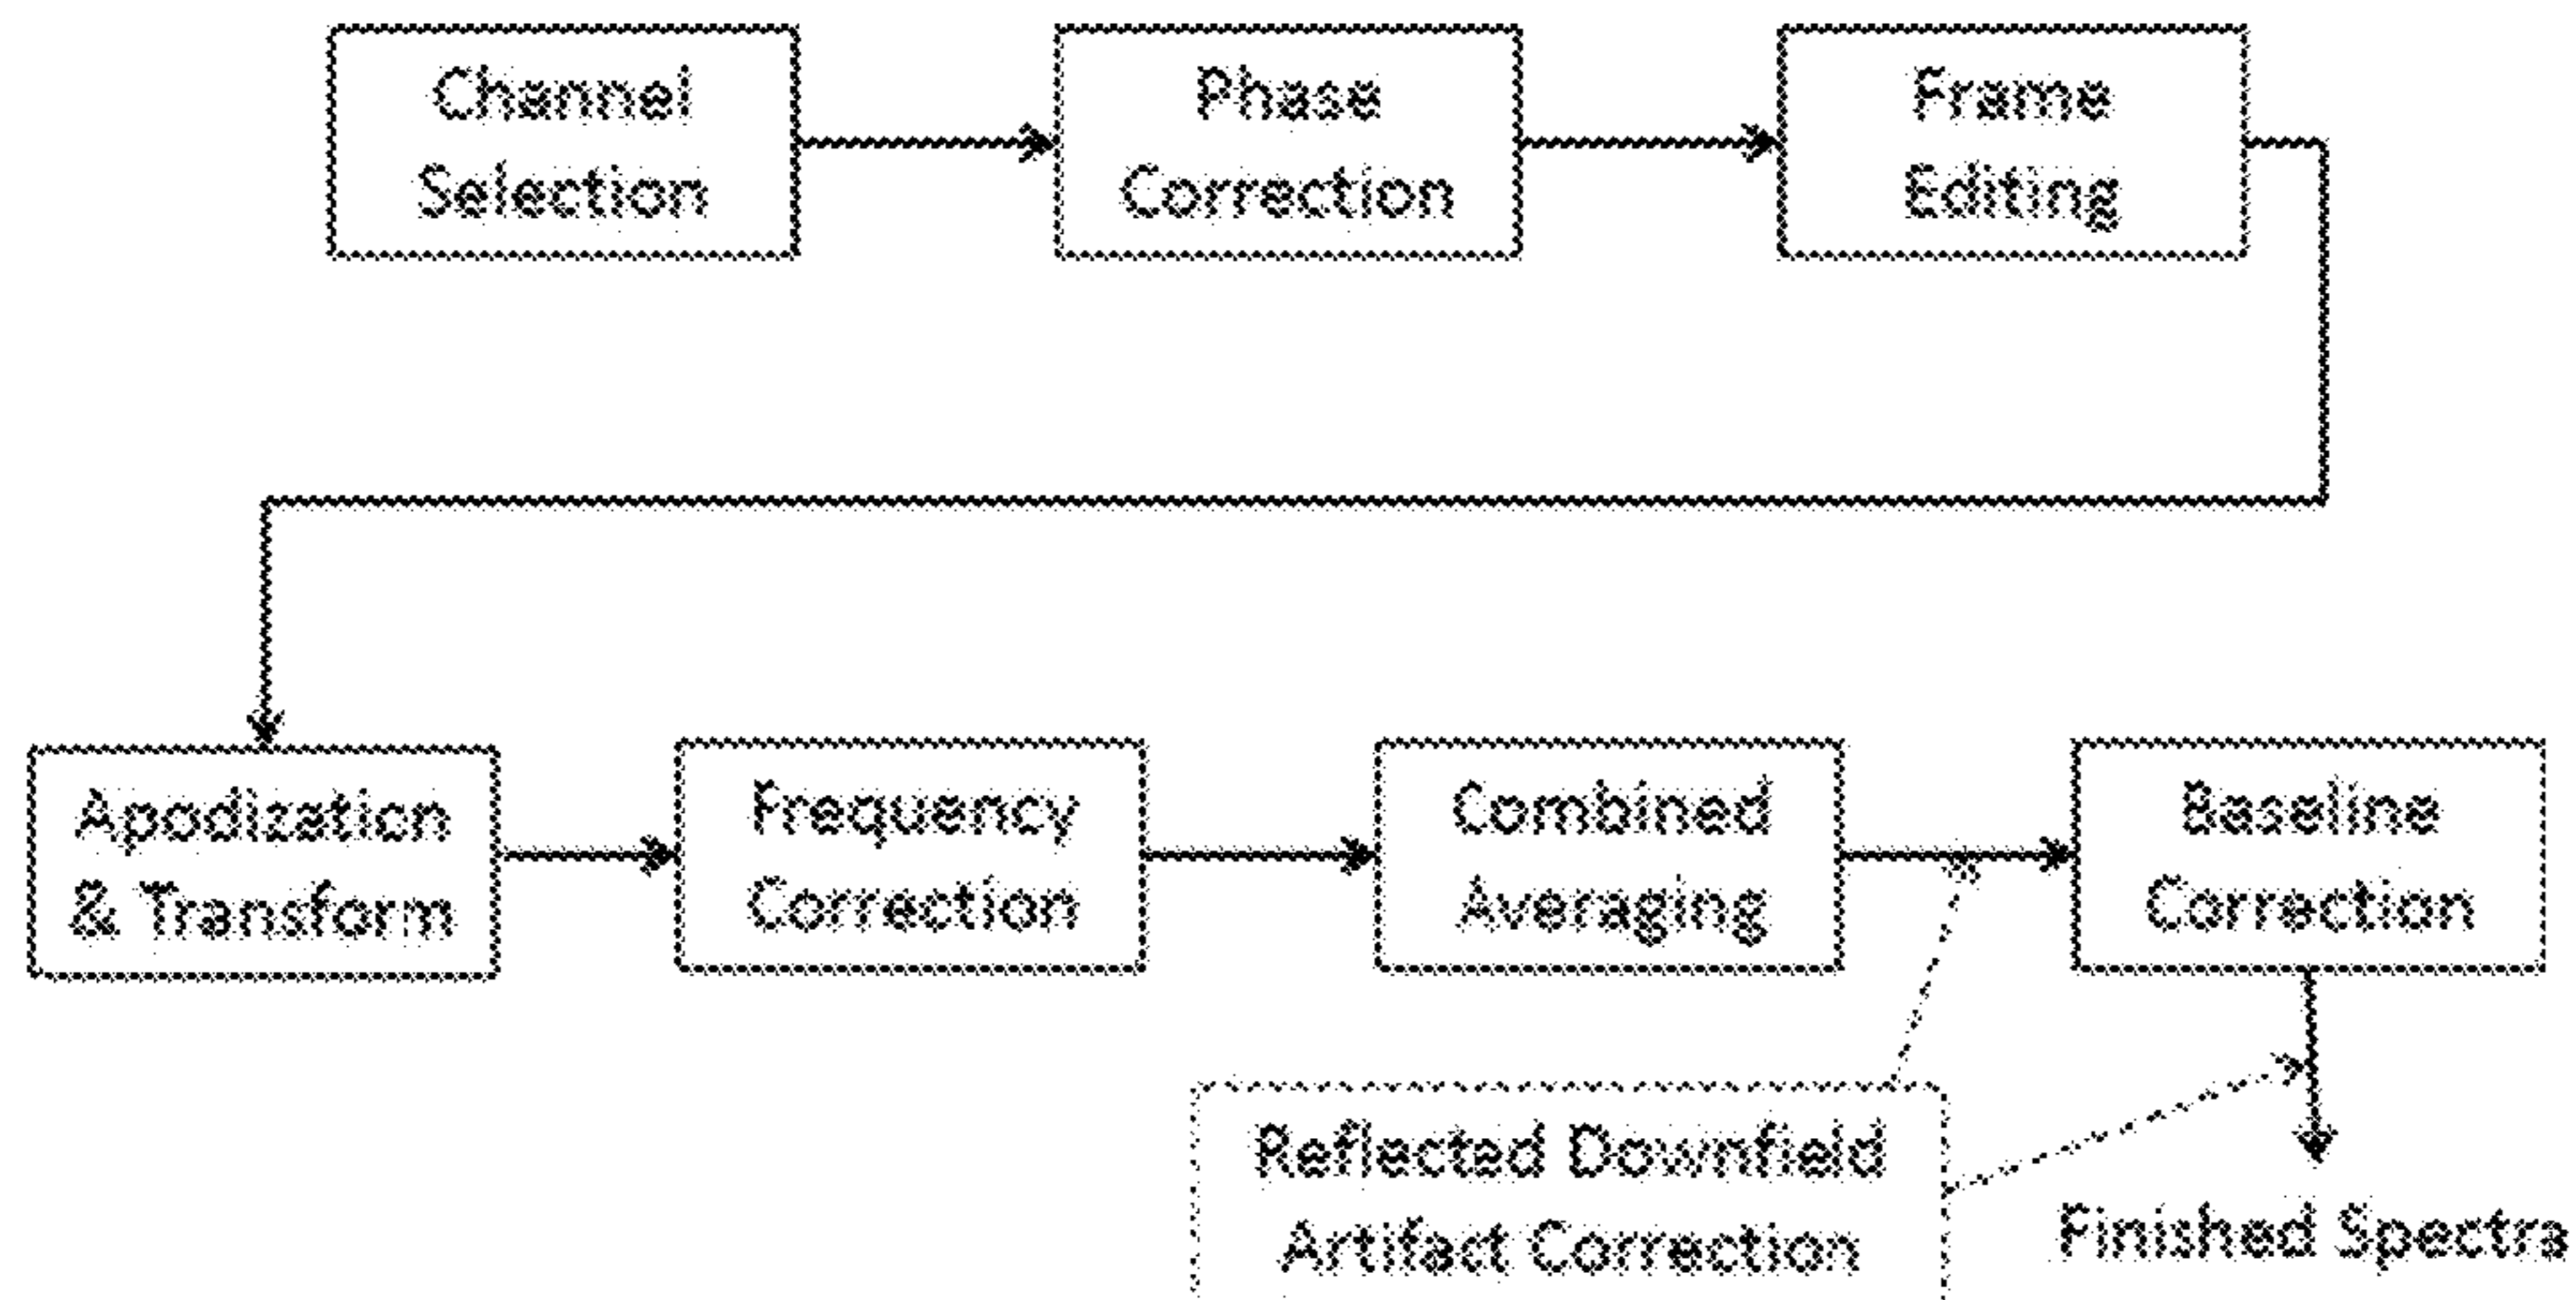 Channel
Selection
Phase
Correction
Frame
Editing
Apodization
& Transform
Frequency
Correction
Combined
Averaging
Baseline
Correction
Reflected Downfield
Artifact Correction
Finished Spectra